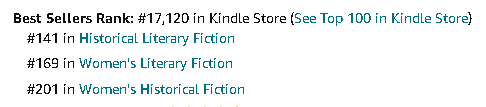 Best Sellers Rank: #17,120 in Kindle Store (See Top 100 in Kindle Store)
#141 in Historical Literary Fiction
#169 in Women's Literary Fiction
#201 in Women's Historical Fiction